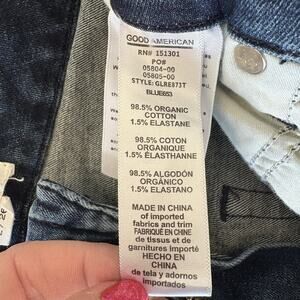 GOOD AMERICAN
RN# 151301
PO#
05804-00
05805-00
STYLE: GLRE873T
BLUE653
98.5% ORGANIC
COTTON
1.5% ELASTANE
98.5% COTON
ORGANIQUE
1.5% ÉLASTHANNE
98.5% ALGODÓN
ORGÁNICO
1.5% ELASTANO
MADE IN CHINA
of imported
fabrics and trim
FABRIQUÉ EN CHINE
de tissus et de
garnitures importés
HECHO EN
CHINA
de tela y adornos
importados